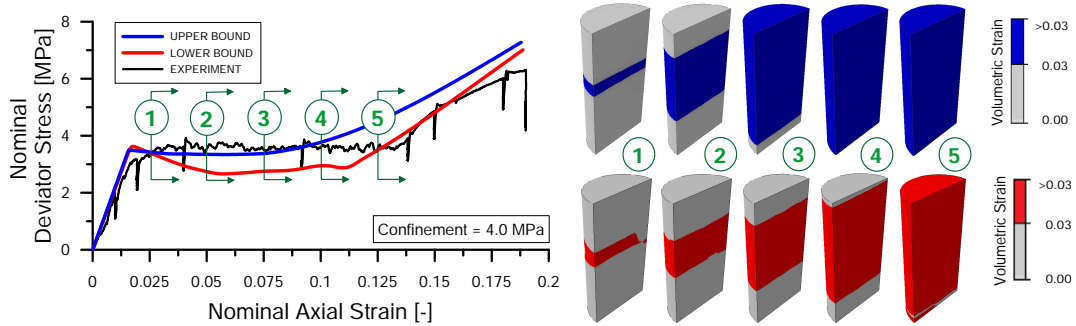 8
6
4
2
0
Nominal
Deviator Stress [MPa]
UPPER BOUND
LOWER BOUND
EXPERIMENT
1
2
3
4
5
Confinement = 4.0 MPa
0 0.025 0.05 0.075 0.1 0.125 0.15 0.175 0.2
Nominal Axial Strain [-]
1
2
3
4
5
Volumetric Strain
>0.03
0.03
0.00
Volumetric Strain
>0.03
0.03
0.00